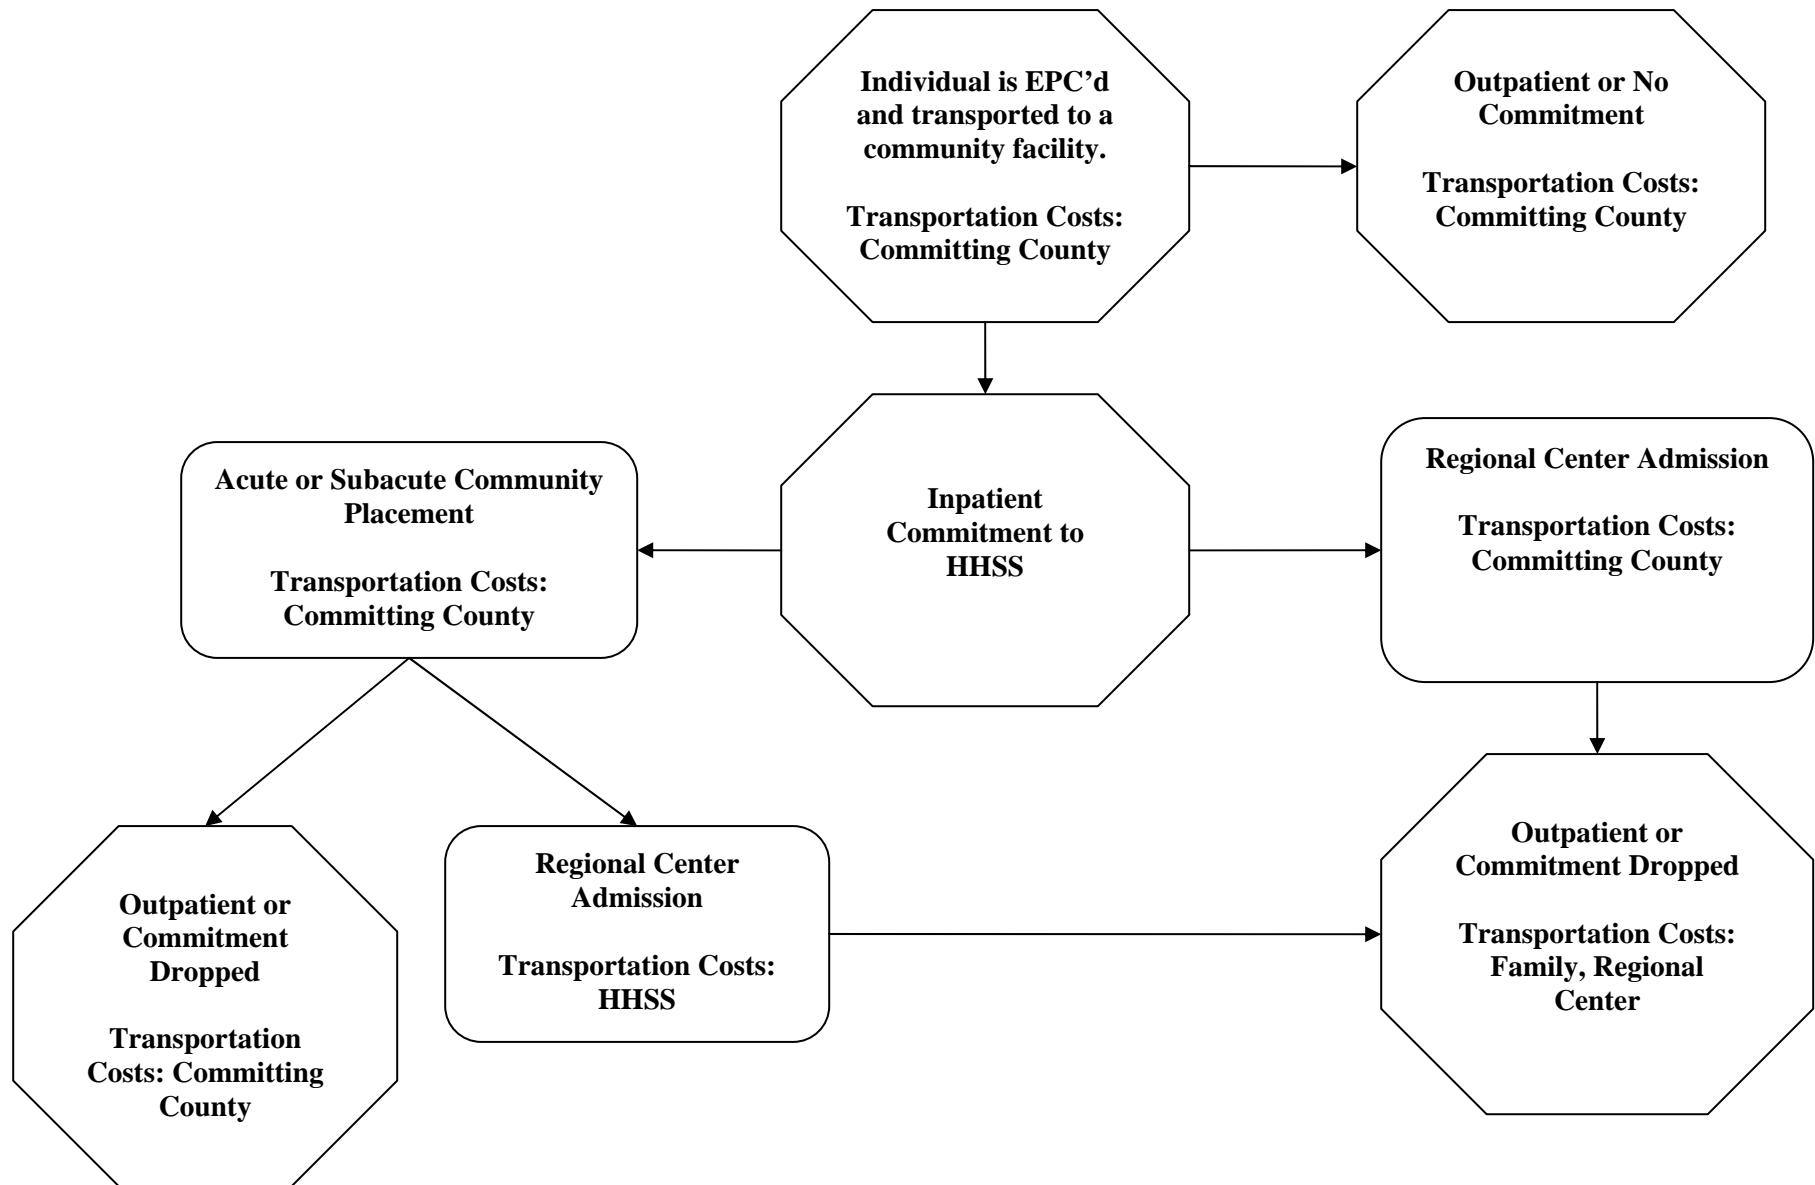 Individual is EPC’d
and transported to a
community facility.
Transportation Costs:
Committing County
Outpatient or No
Commitment
Transportation Costs:
Committing County
Acute or Subacute Community
Placement
Transportation Costs:
Committing County
Inpatient
Commitment to
HHSS
Regional Center Admission
Transportation Costs:
Committing County
Outpatient or
Commitment
Dropped
Transportation
Costs: Committing
County
Regional Center
Admission
Transportation Costs:
HHSS
Outpatient or
Commitment Dropped
Transportation Costs:
Family, Regional
Center